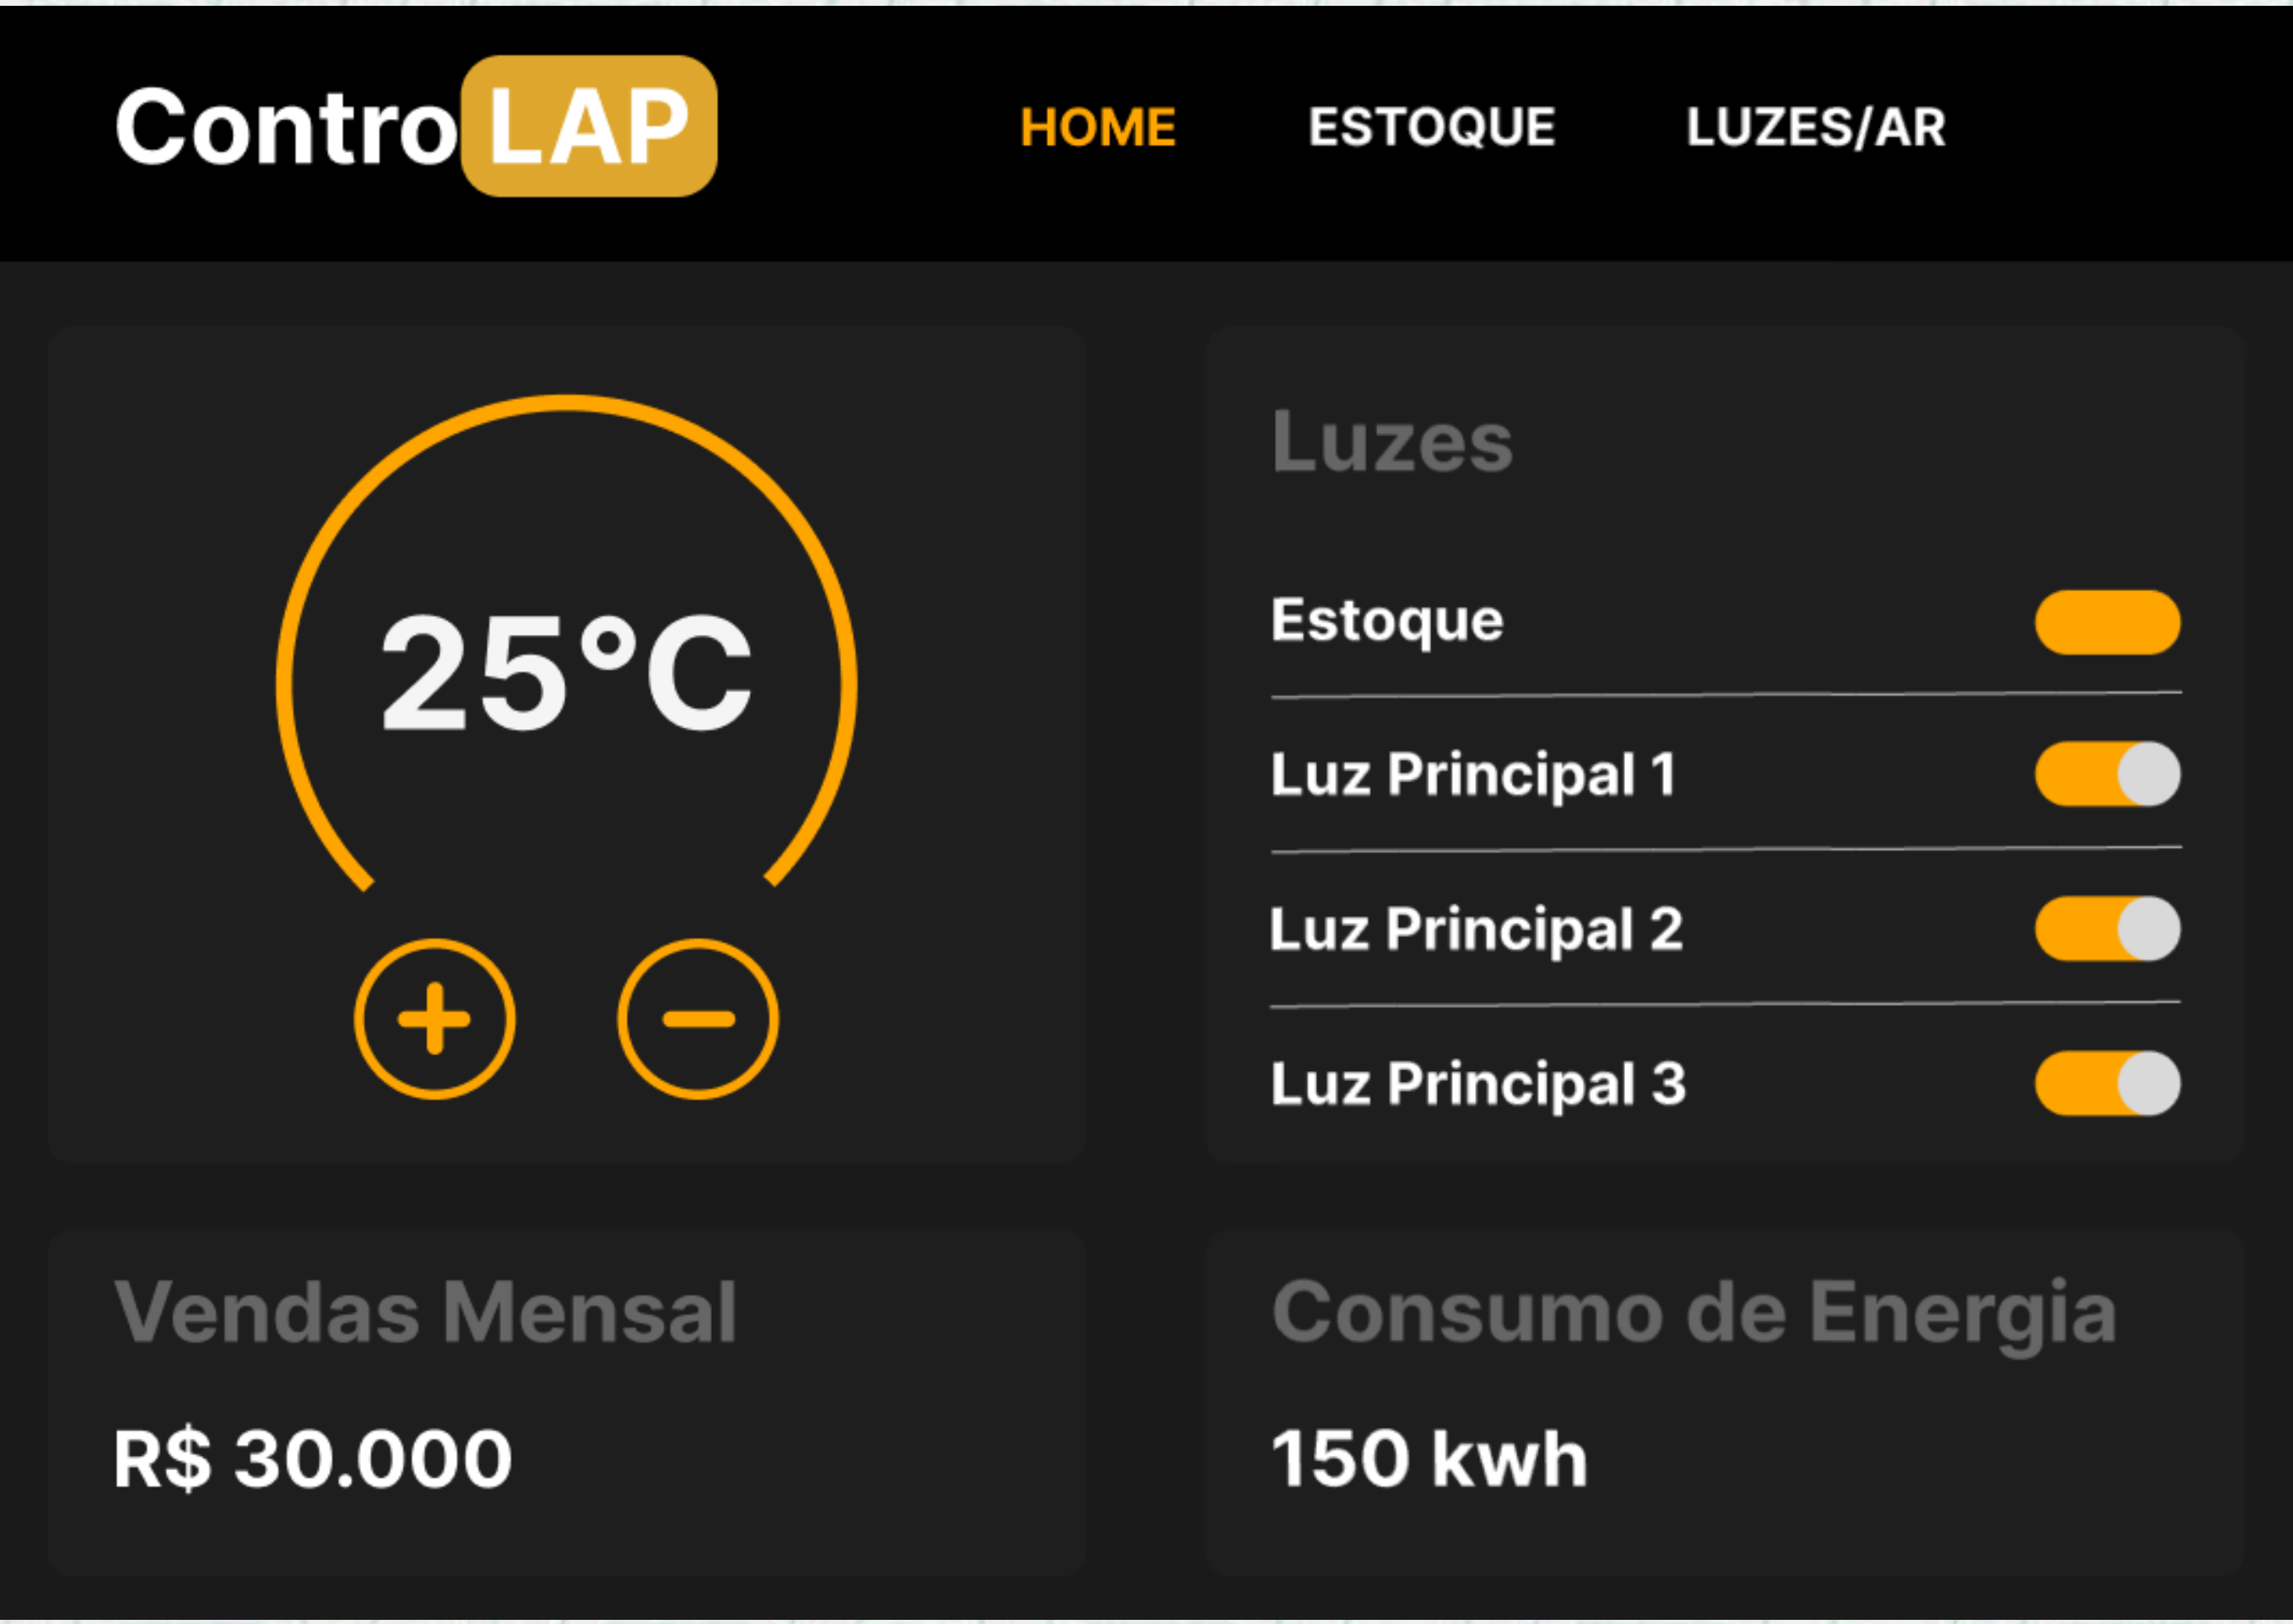 ControLAP
HOME ESTOQUE LUZES/AR
25°C
Luzes
Estoque
Luz Principal 1
Luz Principal 2
Luz Principal 3
Vendas Mensal
R$ 30.000
Consumo de Energia
150 kwh